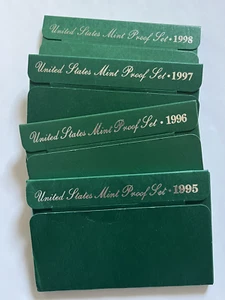 United States Mint Proof Set • 1998
United States Mint Proof Set • 1997
United States Mint Proof Set • 1996
United States Mint Proof Set • 1995